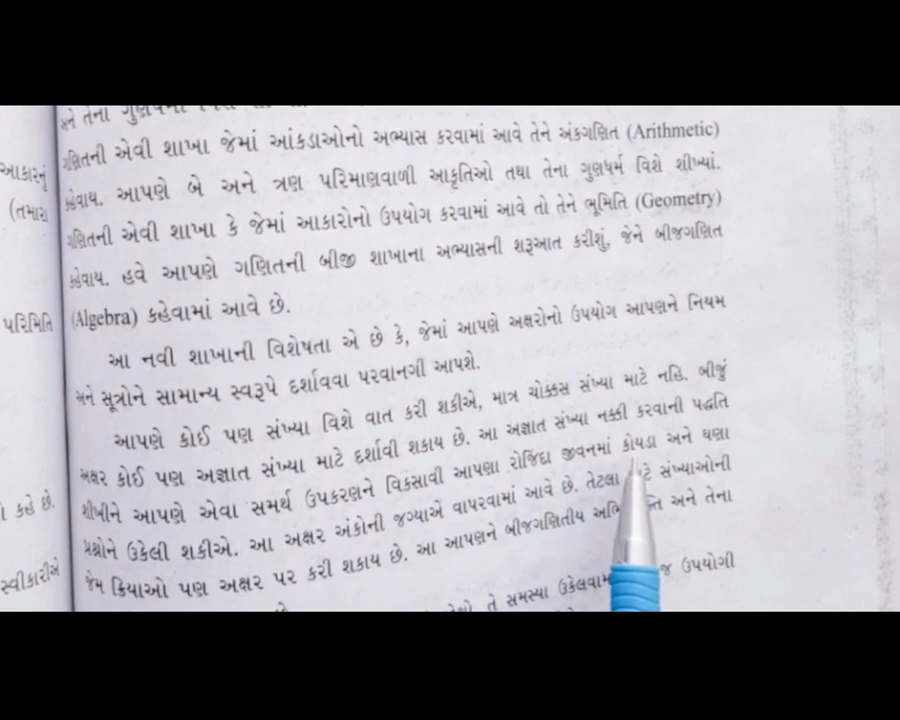 અને તેના
ગણિતની એવી શાખા જેમાં આંકડાઓનો અભ્યાસ કરવામાં આવે તેને અંકગણિત (Arithmetic)
કહેવાય. આપણે બે અને ત્રણ પરિમાણવાળી આકૃતિઓ તથા તેના ગુણધર્મ વિશે શીખ્યાં.
ગણિતની એવી શાખા કે જેમાં આકારોનો ઉપયોગ કરવામાં આવે તો તેને ભૂમિતિ (Geometry)
કહેવાય. હવે આપણે ગણિતની બીજી શાખાના અભ્યાસની શરૂઆત કરીશું, જેને બીજગણિત
(Algebra) કહેવામાં આવે છે.
આ નવી શાખાની વિશેષતા એ છે કે, જેમાં આપણે અક્ષરોનો ઉપયોગ આપણને નિયમ
અને સૂત્રોને સામાન્ય સ્વરૂપે દર્શાવવા પરવાનગી આપશે.
આપણે કોઈ પણ સંખ્યા વિશે વાત કરી શકીએ, માત્ર ચોક્કસ સંખ્યા માટે નહિ. બીજું
અક્ષર કોઈ પણ અજ્ઞાત સંખ્યા માટે દર્શાવી શકાય છે. આ અજ્ઞાત સંખ્યા નક્કી કરવાની પદ્ધતિ
શીખીને આપણે એવા સમર્થ ઉપકરણને વિકસાવી આપણા રોજિંદા જીવનમાં કોયડા અને ઘણા
પ્રશ્નોને ઉકેલી શકીએ. આ અક્ષર અંકોની જગ્યાએ વાપરવામાં આવે છે. તેટલા સંખ્યાઓની
જેમ ક્રિયાઓ પણ અક્ષર પર કરી શકાય છે. આ આપણને બીજગણિતીય અને તેના
તે સમસ્યા જ ઉપયોગી
આકારનું
(તમારા
પરિમિતિ
કહે છે.
સ્વીકારીએ